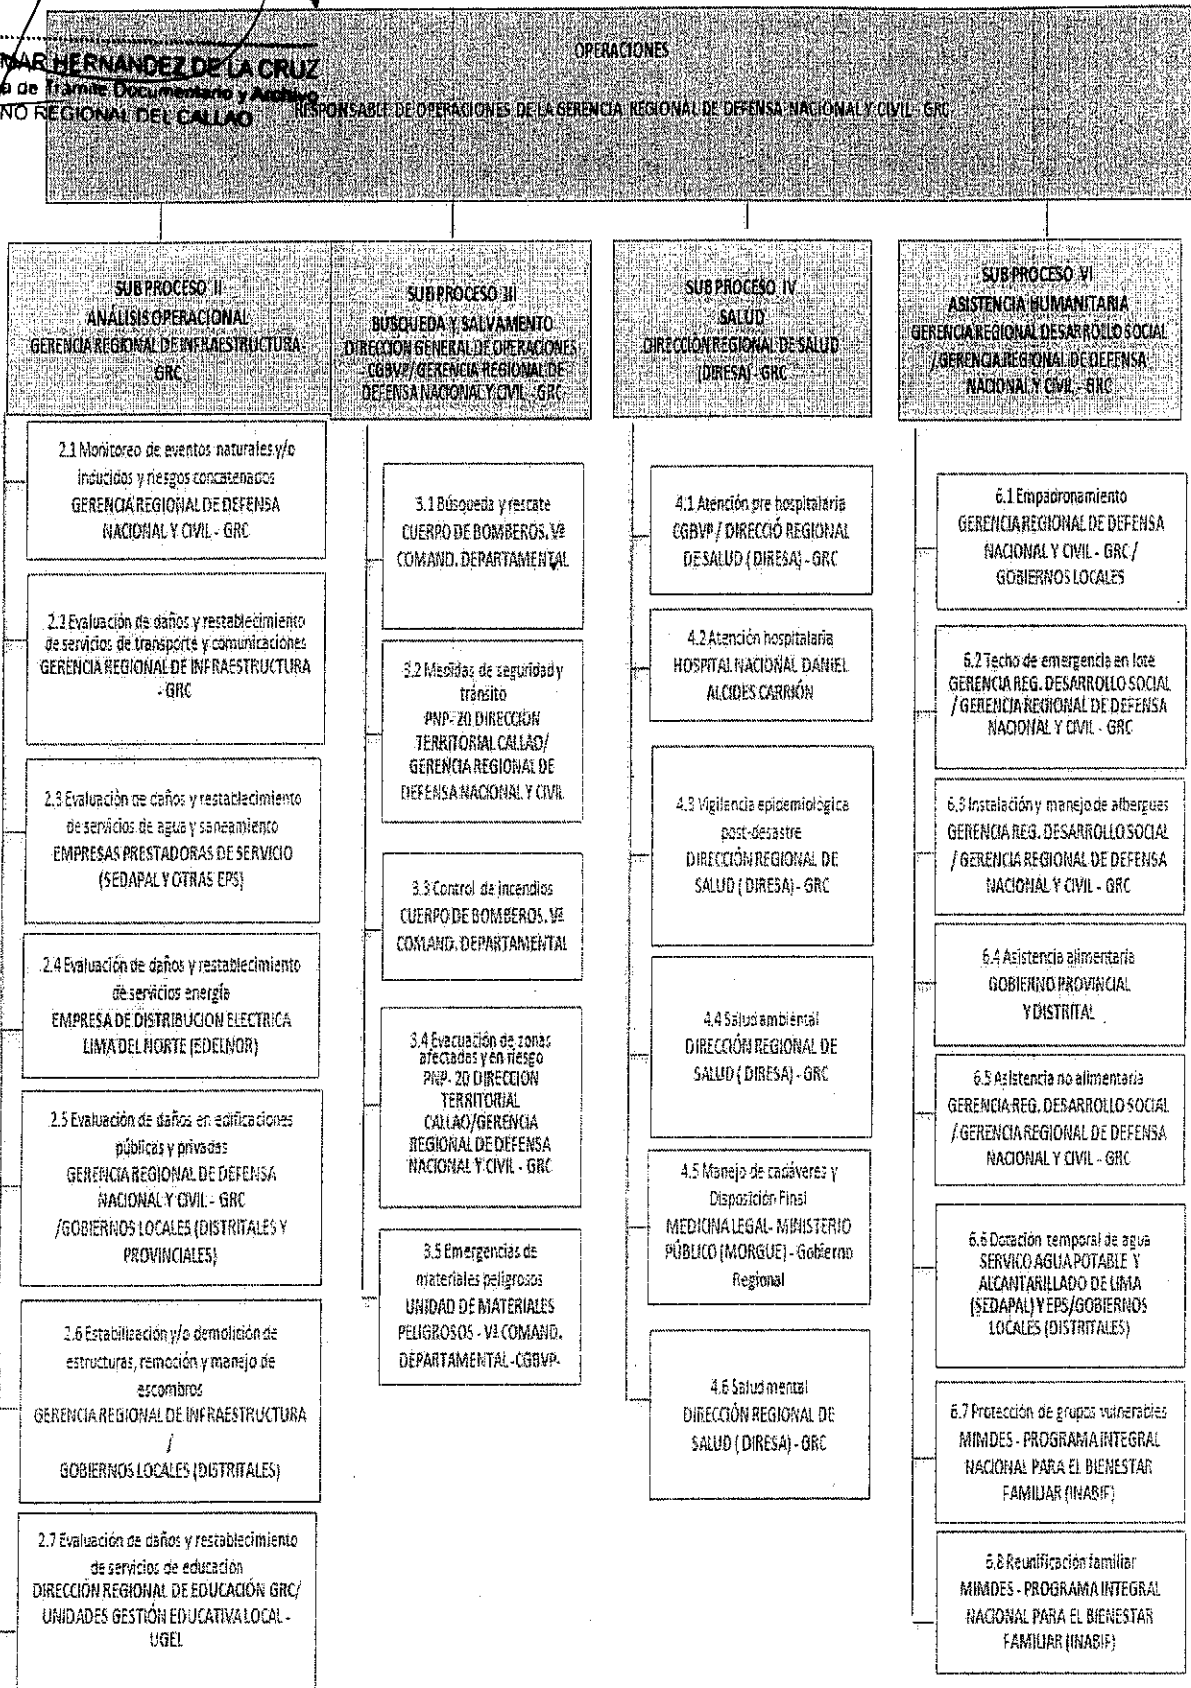 OPERACIONES
MAR HERNANDEZ DE LA CRUZ
a de Trámite Documentario y Archivo
NO REGIONAL DEL CALLAO
RESPONSABLE DE OPERACIONES DE LA GERENCIA REGIONAL DE DEFENSA NACIONAL Y CIVIL - GRC
SUB PROCESO II
ANÁLISIS OPERACIONAL
GERENCIA REGIONAL DE INFRAESTRUCTURA -
GRC
2.1 Monitoreo de eventos naturales y/o
inducidos y riesgos concatenados
GERENCIA REGIONAL DE DEFENSA
NACIONAL Y CIVIL - GRC
2.2 Evaluación de daños y restablecimiento
de servicios de transporte y comunicaciones
GERENCIA REGIONAL DE INFRAESTRUCTURA
- GRC
2.3 Evaluación de daños y restablecimiento
de servicios de agua y saneamiento
EMPRESAS PRESTADORAS DE SERVICIO
(SEDAPAL Y OTRAS EPS)
2.4 Evaluación de daños y restablecimiento
de servicios energía
EMPRESA DE DISTRIBUCION ELECTRICA
LIMA DEL NORTE (EDELNOR)
2.5 Evaluación de daños en edificaciones
públicas y privadas
GERENCIA REGIONAL DE DEFENSA
NACIONAL Y CIVIL - GRC
/GOBIERNOS LOCALES (DISTRITALES Y
PROVINCIALES)
2.6 Estabilización y/o demolición de
estructuras, remoción y manejo de
escombros
GERENCIA REGIONAL DE INFRAESTRUCTURA
/
GOBIERNOS LOCALES (DISTRITALES)
2.7 Evaluación de daños y restablecimiento
de servicios de educación
DIRECCIÓN REGIONAL DE EDUCACIÓN GRC/
UNIDADES GESTIÓN EDUCATIVA LOCAL -
UGEL
SUB PROCESO III
BUSQUEDA Y SALVAMENTO
DIRECCION GENERAL DE OPERACIONES
- CGBVP/ GERENCIA REGIONAL DE
DEFENSA NACIONAL Y CIVIL - GRC
3.1 Búsqueda y rescate
CUERPO DE BOMBEROS. Vª
COMAND. DEPARTAMENTAL
3.2 Medidas de seguridad y
tránsito
PNP- 20 DIRECCIÓN
TERRITORIAL CALLAO/
GERENCIA REGIONAL DE
DEFENSA NACIONAL Y CIVIL
3.3 Control de incendios
CUERPO DE BOMBEROS. Vª
COMAND. DEPARTAMENTAL
3.4 Evacuación de zonas
afectadas y en riesgo
PNP- 20 DIRECCION
TERRITORIAL
CALLAO/GERENCIA
REGIONAL DE DEFENSA
NACIONAL Y CIVIL - GRC
3.5 Emergencias de
materiales peligrosos
UNIDAD DE MATERIALES
PELIGROSOS - Vª COMAND.
DEPARTAMENTAL -CGBVP-
SUB PROCESO IV
SALUD
DIRECCIÓN REGIONAL DE SALUD
(DIRESA) - GRC
4.1 Atención pre hospitalaria
CGBVP / DIRECCIÓ REGIONAL
DE SALUD ( DIRESA) - GRC
4.2 Atención hospitalaria
HOSPITAL NACIONAL DANIEL
ALCIDES CARRIÓN
4.3 Vigilancia epidemiológica
post-desastre
DIRECCIÓN REGIONAL DE
SALUD ( DIRESA) - GRC
4.4 Salud ambiental
DIRECCIÓN REGIONAL DE
SALUD ( DIRESA) - GRC
4.5 Manejo de cadáveres y
Disposición Final
MEDICINA LEGAL- MINISTERIO
PÚBLICO (MORGUE) - Gobierno
Regional
4.6 Salud mental
DIRECCIÓN REGIONAL DE
SALUD ( DIRESA) - GRC
SUB PROCESO VI
ASISTENCIA HUMANITARIA
GERENCIA REGIONAL DESARROLLO SOCIAL
/ GERENCIA REGIONAL DE DEFENSA
NACIONAL Y CIVIL - GRC
6.1 Empadronamiento
GERENCIA REGIONAL DE DEFENSA
NACIONAL Y CIVIL - GRC /
GOBIERNOS LOCALES
6.2 Techo de emergencia en lote
GERENCIA REG. DESARROLLO SOCIAL
/ GERENCIA REGIONAL DE DEFENSA
NACIONAL Y CIVIL - GRC
6.3 Instalación y manejo de albergues
GERENCIA REG. DESARROLLO SOCIAL
/ GERENCIA REGIONAL DE DEFENSA
NACIONAL Y CIVIL - GRC
6.4 Asistencia alimentaria
GOBIERNO PROVINCIAL
Y DISTRITAL
6.5 Asistencia no alimentaria
GERENCIA REG. DESARROLLO SOCIAL
/ GERENCIA REGIONAL DE DEFENSA
NACIONAL Y CIVIL - GRC
6.6 Dotación temporal de agua
SERVICO AGUA POTABLE Y
ALCANTARILLADO DE LIMA
(SEDAPAL) Y EPS/GOBIERNOS
LOCALES (DISTRITALES)
6.7 Protección de grupos vulnerables
MIMDES - PROGRAMA INTEGRAL
NACIONAL PARA EL BIENESTAR
FAMILIAR (INABIF)
6.8 Reunificación familiar
MIMDES - PROGRAMA INTEGRAL
NACIONAL PARA EL BIENESTAR
FAMILIAR (INABIF)